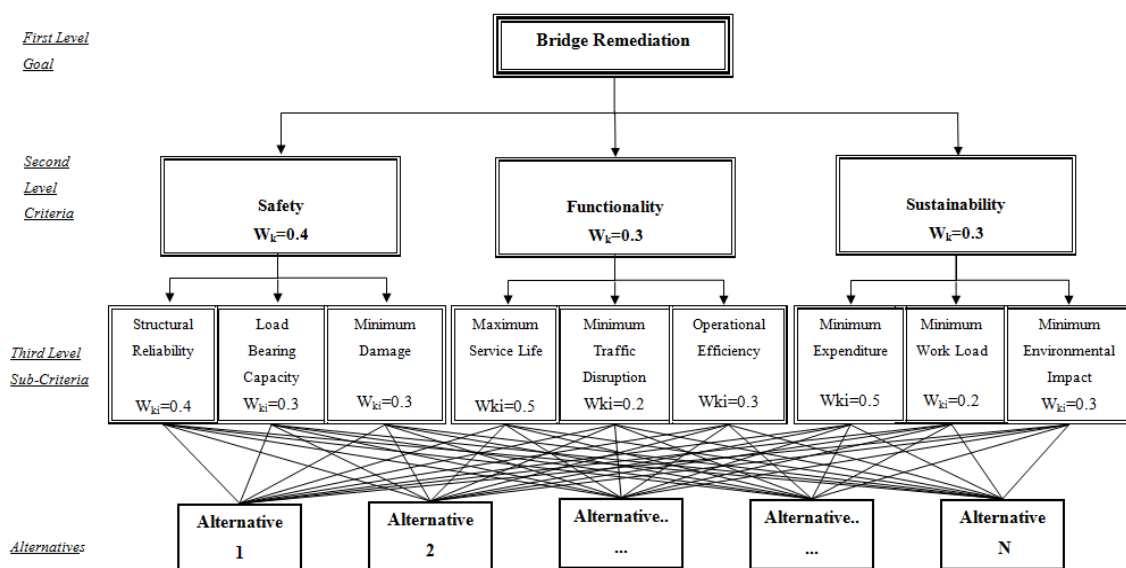 First Level
Goal
Bridge Remediation
Second
Level
Criteria
Safety
Wk=0.4
Functionality
Wk=0.3
Sustainability
Wk=0.3
Third Level
Sub-Criteria
Structural
Reliability
Wki=0.4
Load
Bearing
Capacity
Wki=0.3
Minimum
Damage
Wki=0.3
Maximum
Service Life
Wki=0.5
Minimum
Traffic
Disruption
Wki=0.2
Operational
Efficiency
Wki=0.3
Minimum
Expenditure
Wki=0.5
Minimum
Work Load
Wki=0.2
Minimum
Environmental
Impact
Wki=0.3
Alternatives
Alternative
1
Alternative
2
Alternative..
...
Alternative..
...
Alternative
N